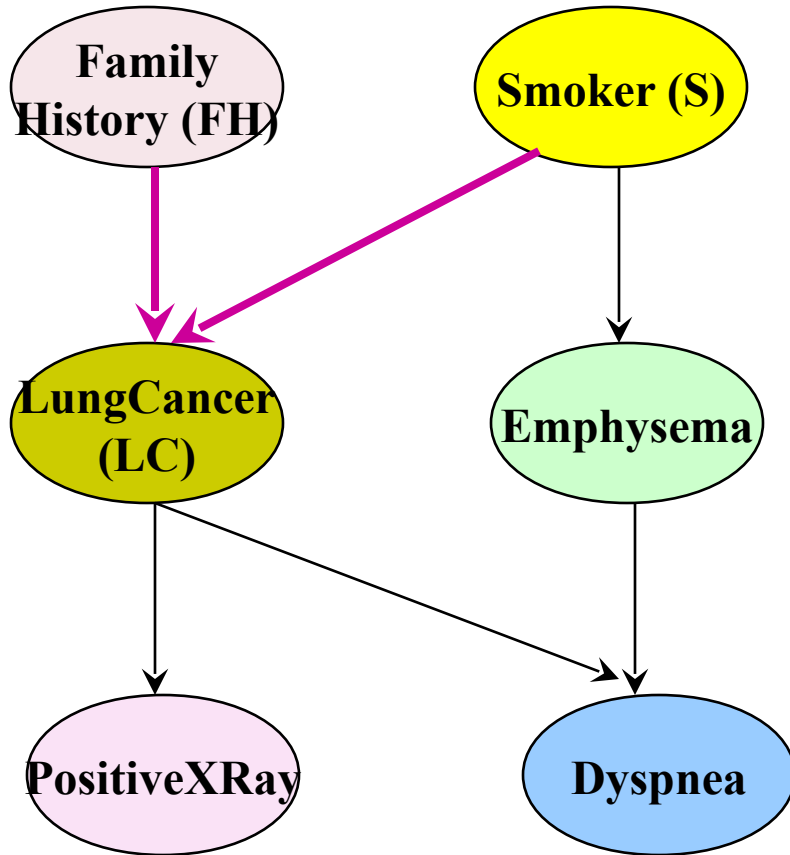 Family
History (FH)
Smoker (S)
LungCancer
(LC)
Emphysema
PositiveXRay
Dyspnea